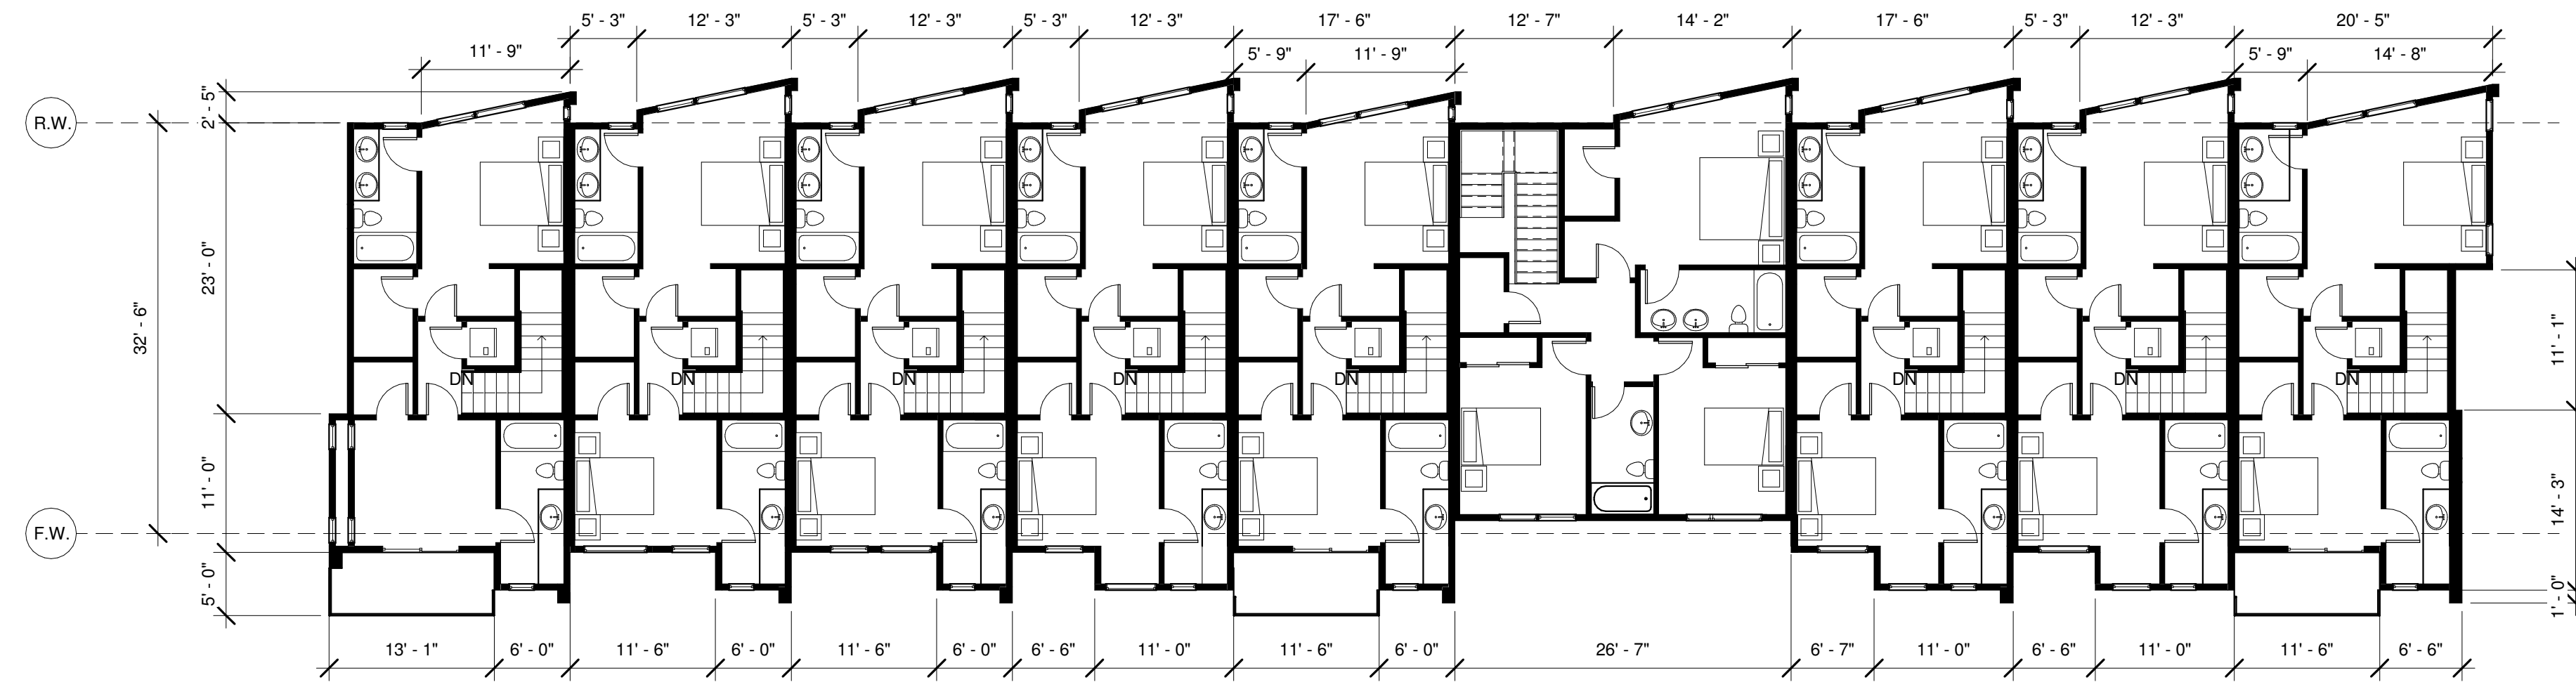 5' - 3" 12' - 3" 5' - 3" 12' - 3" 5' - 3" 12' - 3" 17' - 6" 12' - 7" 14' - 2" 17' - 6" 5' - 3" 12' - 3" 20' - 5"
11' - 9" 5' - 9" 11' - 9" 5' - 9" 14' - 8"
2' - 5"
R.W.
23' - 0"
32' - 6"
11' - 1"
DN DN DN DN DN DN DN DN
11' - 0"
14' - 3"
F.W.
5' - 0"
1' - 0"
13' - 1" 6' - 0" 11' - 6" 6' - 0" 11' - 6" 6' - 0" 6' - 6" 11' - 0" 11' - 6" 6' - 0" 26' - 7" 6' - 7" 11' - 0" 6' - 6" 11' - 0" 11' - 6" 6' - 6"